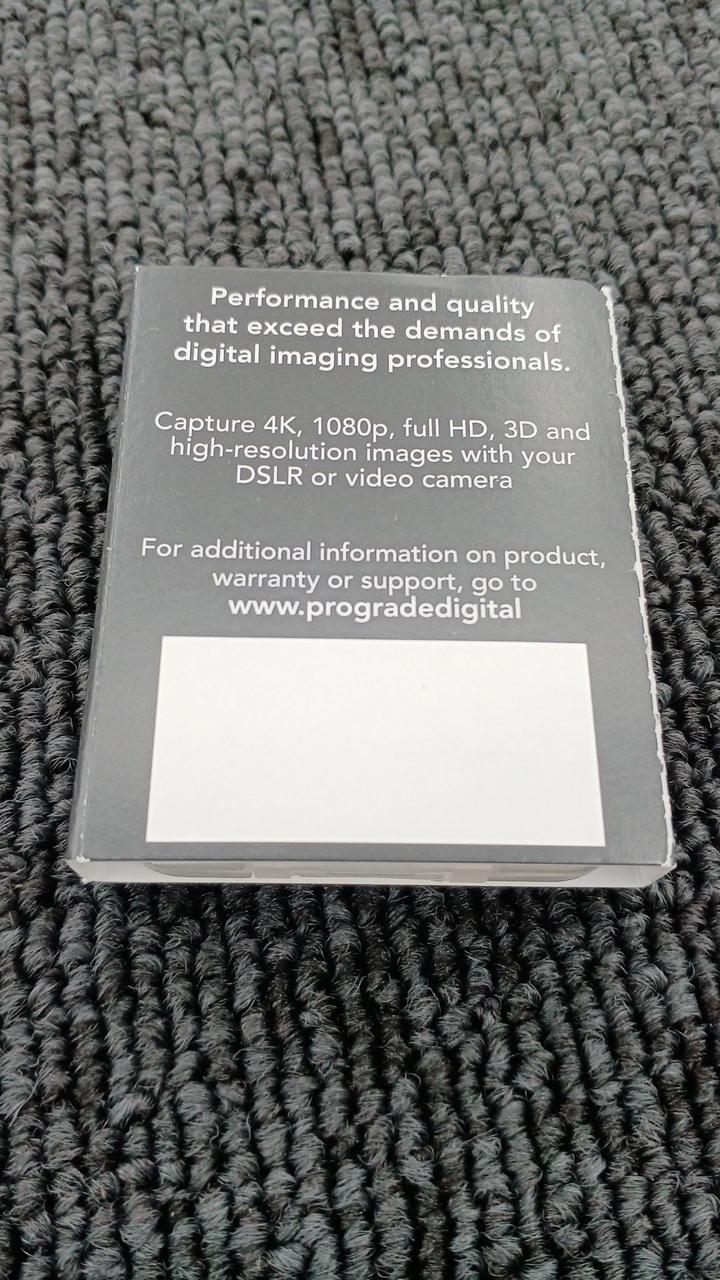 Performance and quality
that exceed the demands of
digital imaging professionals.
Capture 4K, 1080p, full HD, 3D and
high-resolution images with your
DSLR or video camera
For additional information on product,
warranty or support, go to
www.progradedigital